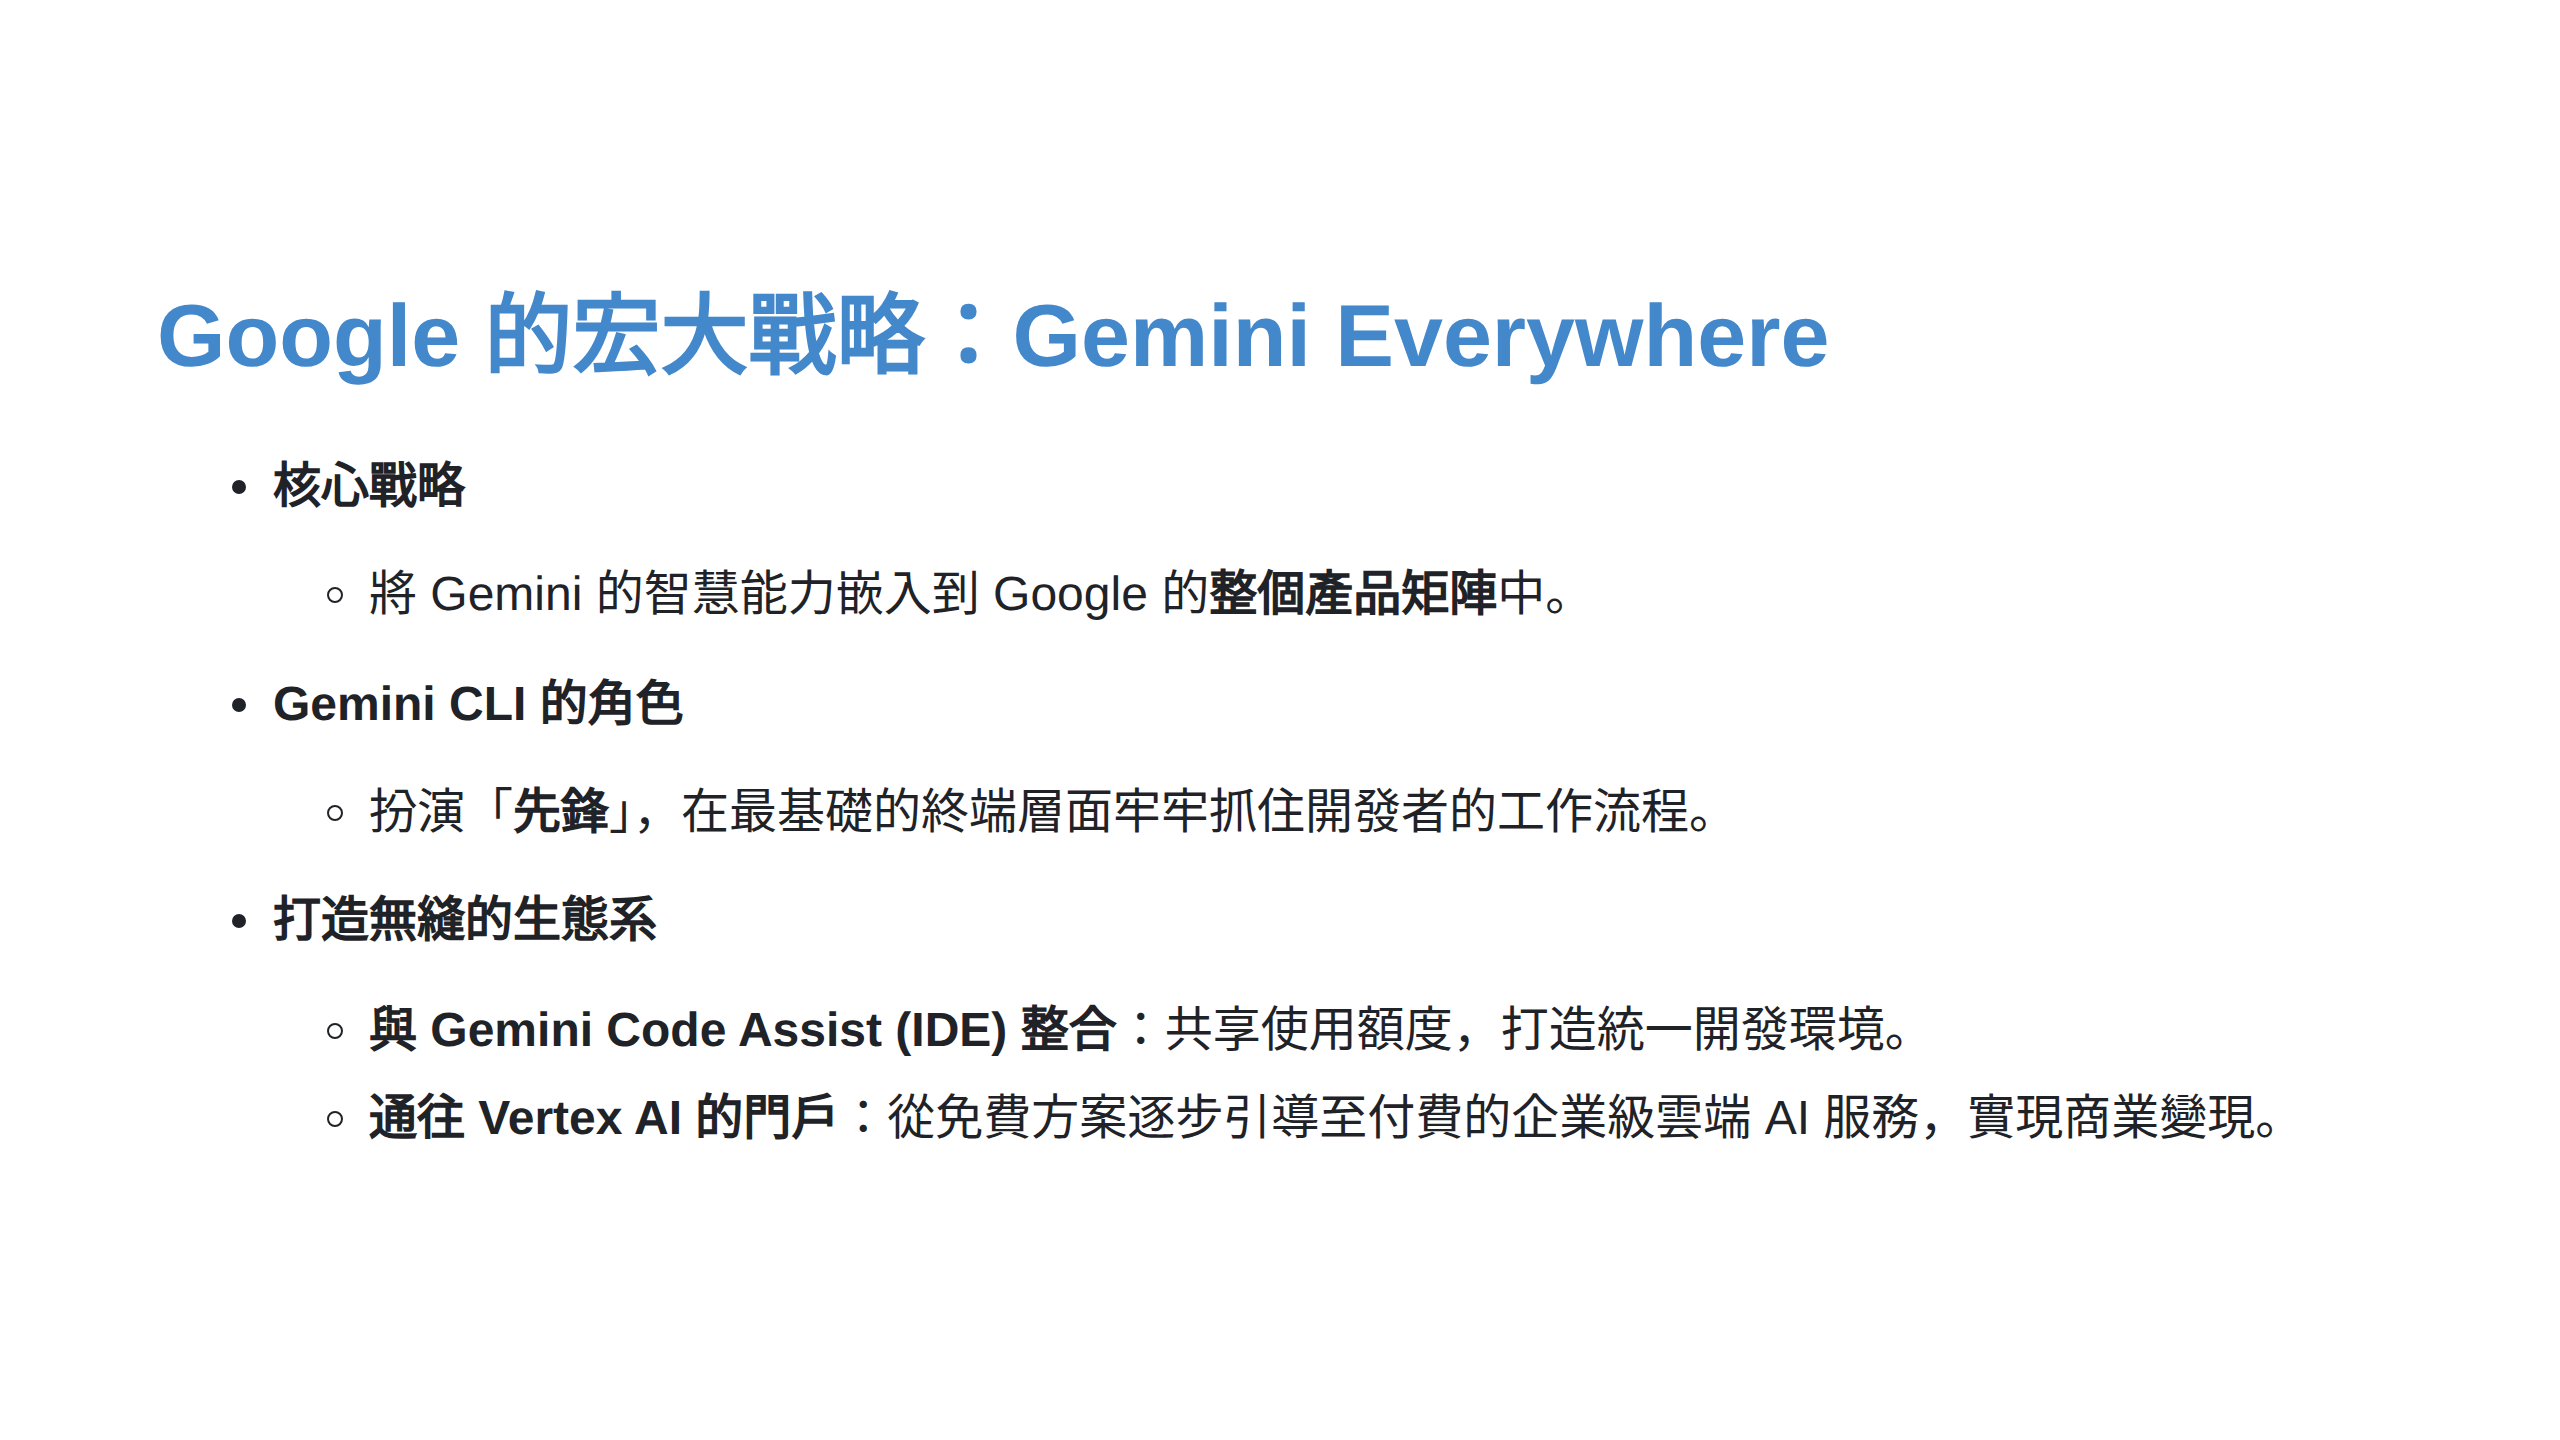 Google 的宏大戰略：Gemini Everywhere
核心戰略
將 Gemini 的智慧能力嵌入到 Google 的整個產品矩陣中。
Gemini CLI 的角色
扮演「先鋒」，在最基礎的終端層面牢牢抓住開發者的工作流程。
打造無縫的生態系
與 Gemini Code Assist (IDE) 整合：共享使用額度，打造統一開發環境。
通往 Vertex AI 的門戶：從免費方案逐步引導至付費的企業級雲端 AI 服務，實現商業變現。